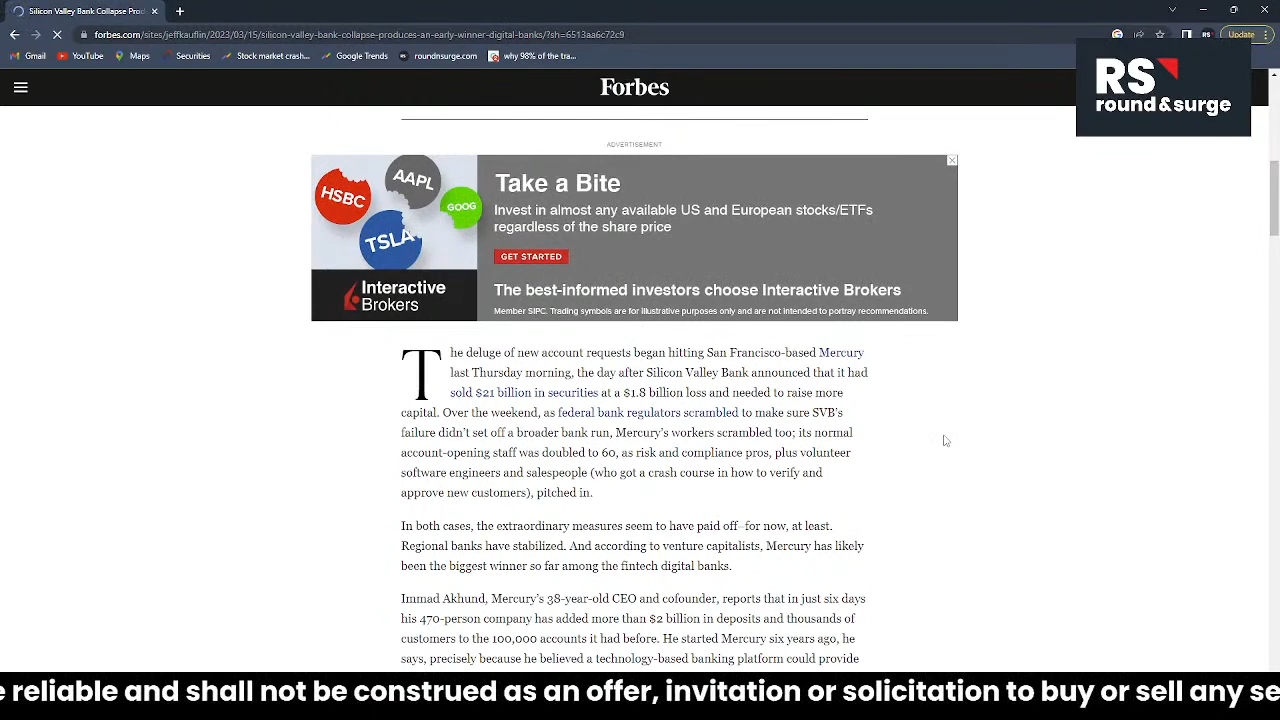 Silicon Valley Bank Collapse Prod
forbes.com/sites/jeffkauflin/2023/03/15/silicon-valley-bank-collapse-produces-an-early-winner-digital-banks/?h=6513aa6c72c9
Update
Gmail YouTube Maps Securities Stock market crash... Google Trends roundnsurge.com why 98% of the tra...
RS
round&surge
Forbes
ADVERTISEMENT
HSBC AAPL GOOG TSLA
Take a Bite
Invest in almost any available US and European stocks/ETFs
regardless of the share price
GET STARTED
Interactive
Brokers
The best-informed investors choose Interactive Brokers
Member SIPC. Trading symbols are for illustrative purposes only and are not intended to portray recommendations.
The deluge of new account requests began hitting San Francisco-based Mercury
last Thursday morning, the day after Silicon Valley Bank announced that it had
sold $21 billion in securities at a $1.8 billion loss and needed to raise more
capital. Over the weekend, as federal bank regulators scrambled to make sure SVB's
failure didn't set off a broader bank run, Mercury's workers scrambled too; its normal
account-opening staff was doubled to 60, as risk and compliance pros, plus volunteer
software engineers and salespeople (who got a crash course in how to verify and
approve new customers), pitched in.
In both cases, the extraordinary measures seem to have paid off–for now, at least.
Regional banks have stabilized. And according to venture capitalists, Mercury has likely
been the biggest winner so far among the fintech digital banks.
Immad Akhund, Mercury's 38-year-old CEO and cofounder, reports that in just six days
his 470-person company has added more than $2 billion in deposits and thousands of
customers to the 100,000 accounts it had before. He started Mercury six years ago, he
says, precisely because he believed a technology-based banking platform could provide
e reliable and shall not be construed as an offer, invitation or solicitation to buy or sell any se